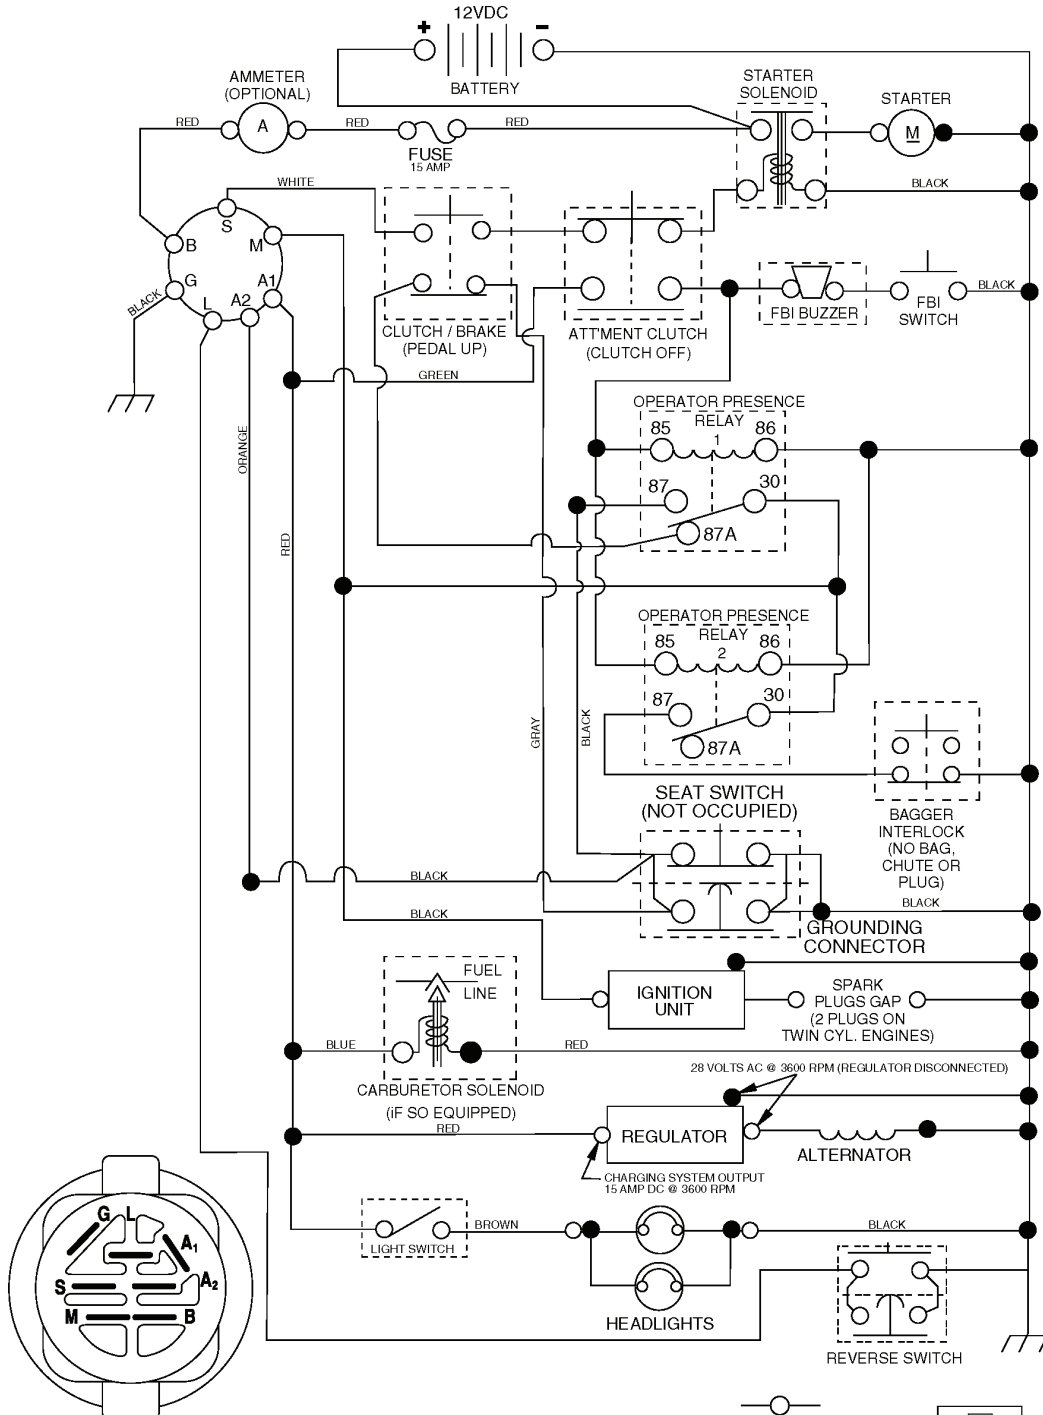 12VDC
+
−
BATTERY
AMMETER
(OPTIONAL)
STARTER
SOLENOID
STARTER
RED
A
RED
RED
M
FUSE
15 AMP
WHITE
BLACK
S
B
M
G
A1
A2
L
BLACK
CLUTCH / BRAKE
(PEDAL UP)
ATT'MENT CLUTCH
(CLUTCH OFF)
FBI BUZZER
FBI
SWITCH
BLACK
GREEN
OPERATOR PRESENCE
RELAY
1
85
86
87
30
87A
ORANGE
RED
OPERATOR PRESENCE
RELAY
2
85
86
87
30
87A
GRAY
BLACK
SEAT SWITCH
(NOT OCCUPIED)
BAGGER
INTERLOCK
(NO BAG,
CHUTE OR
PLUG)
BLACK
BLACK
BLACK
GROUNDING
CONNECTOR
FUEL
LINE
IGNITION
UNIT
SPARK
PLUGS GAP
(2 PLUGS ON
TWIN CYL. ENGINES)
BLUE
RED
CARBURETOR SOLENOID
(iF SO EQUIPPED)
28 VOLTS AC @ 3600 RPM (REGULATOR DISCONNECTED)
RED
REGULATOR
ALTERNATOR
CHARGING SYSTEM OUTPUT
15 AMP DC @ 3600 RPM
LIGHT SWITCH
BROWN
BLACK
HEADLIGHTS
REVERSE SWITCH
G
L
A1
A2
S
M
B